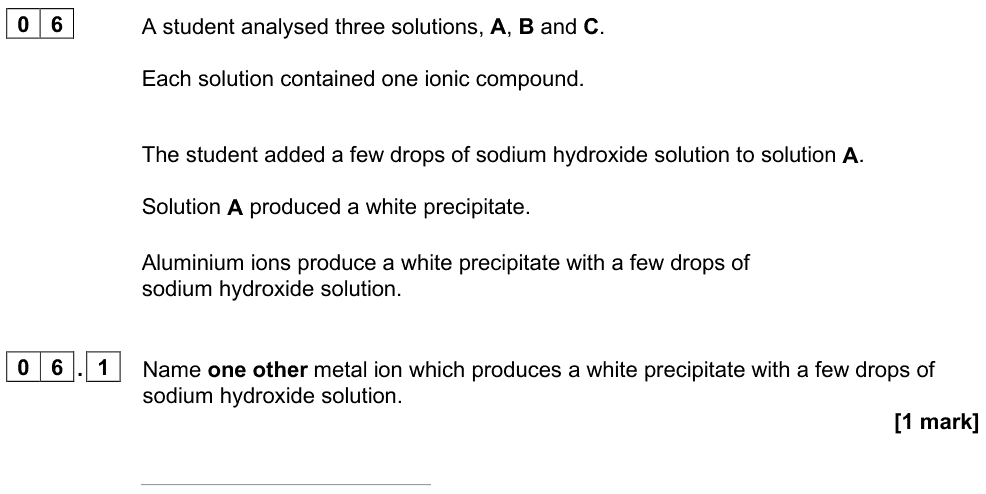 0 6 A student analysed three solutions, A, B and C.
Each solution contained one ionic compound.
The student added a few drops of sodium hydroxide solution to solution A.
Solution A produced a white precipitate.
Aluminium ions produce a white precipitate with a few drops of
sodium hydroxide solution.
0 6 . 1 Name one other metal ion which produces a white precipitate with a few drops of
sodium hydroxide solution.
[1 mark]